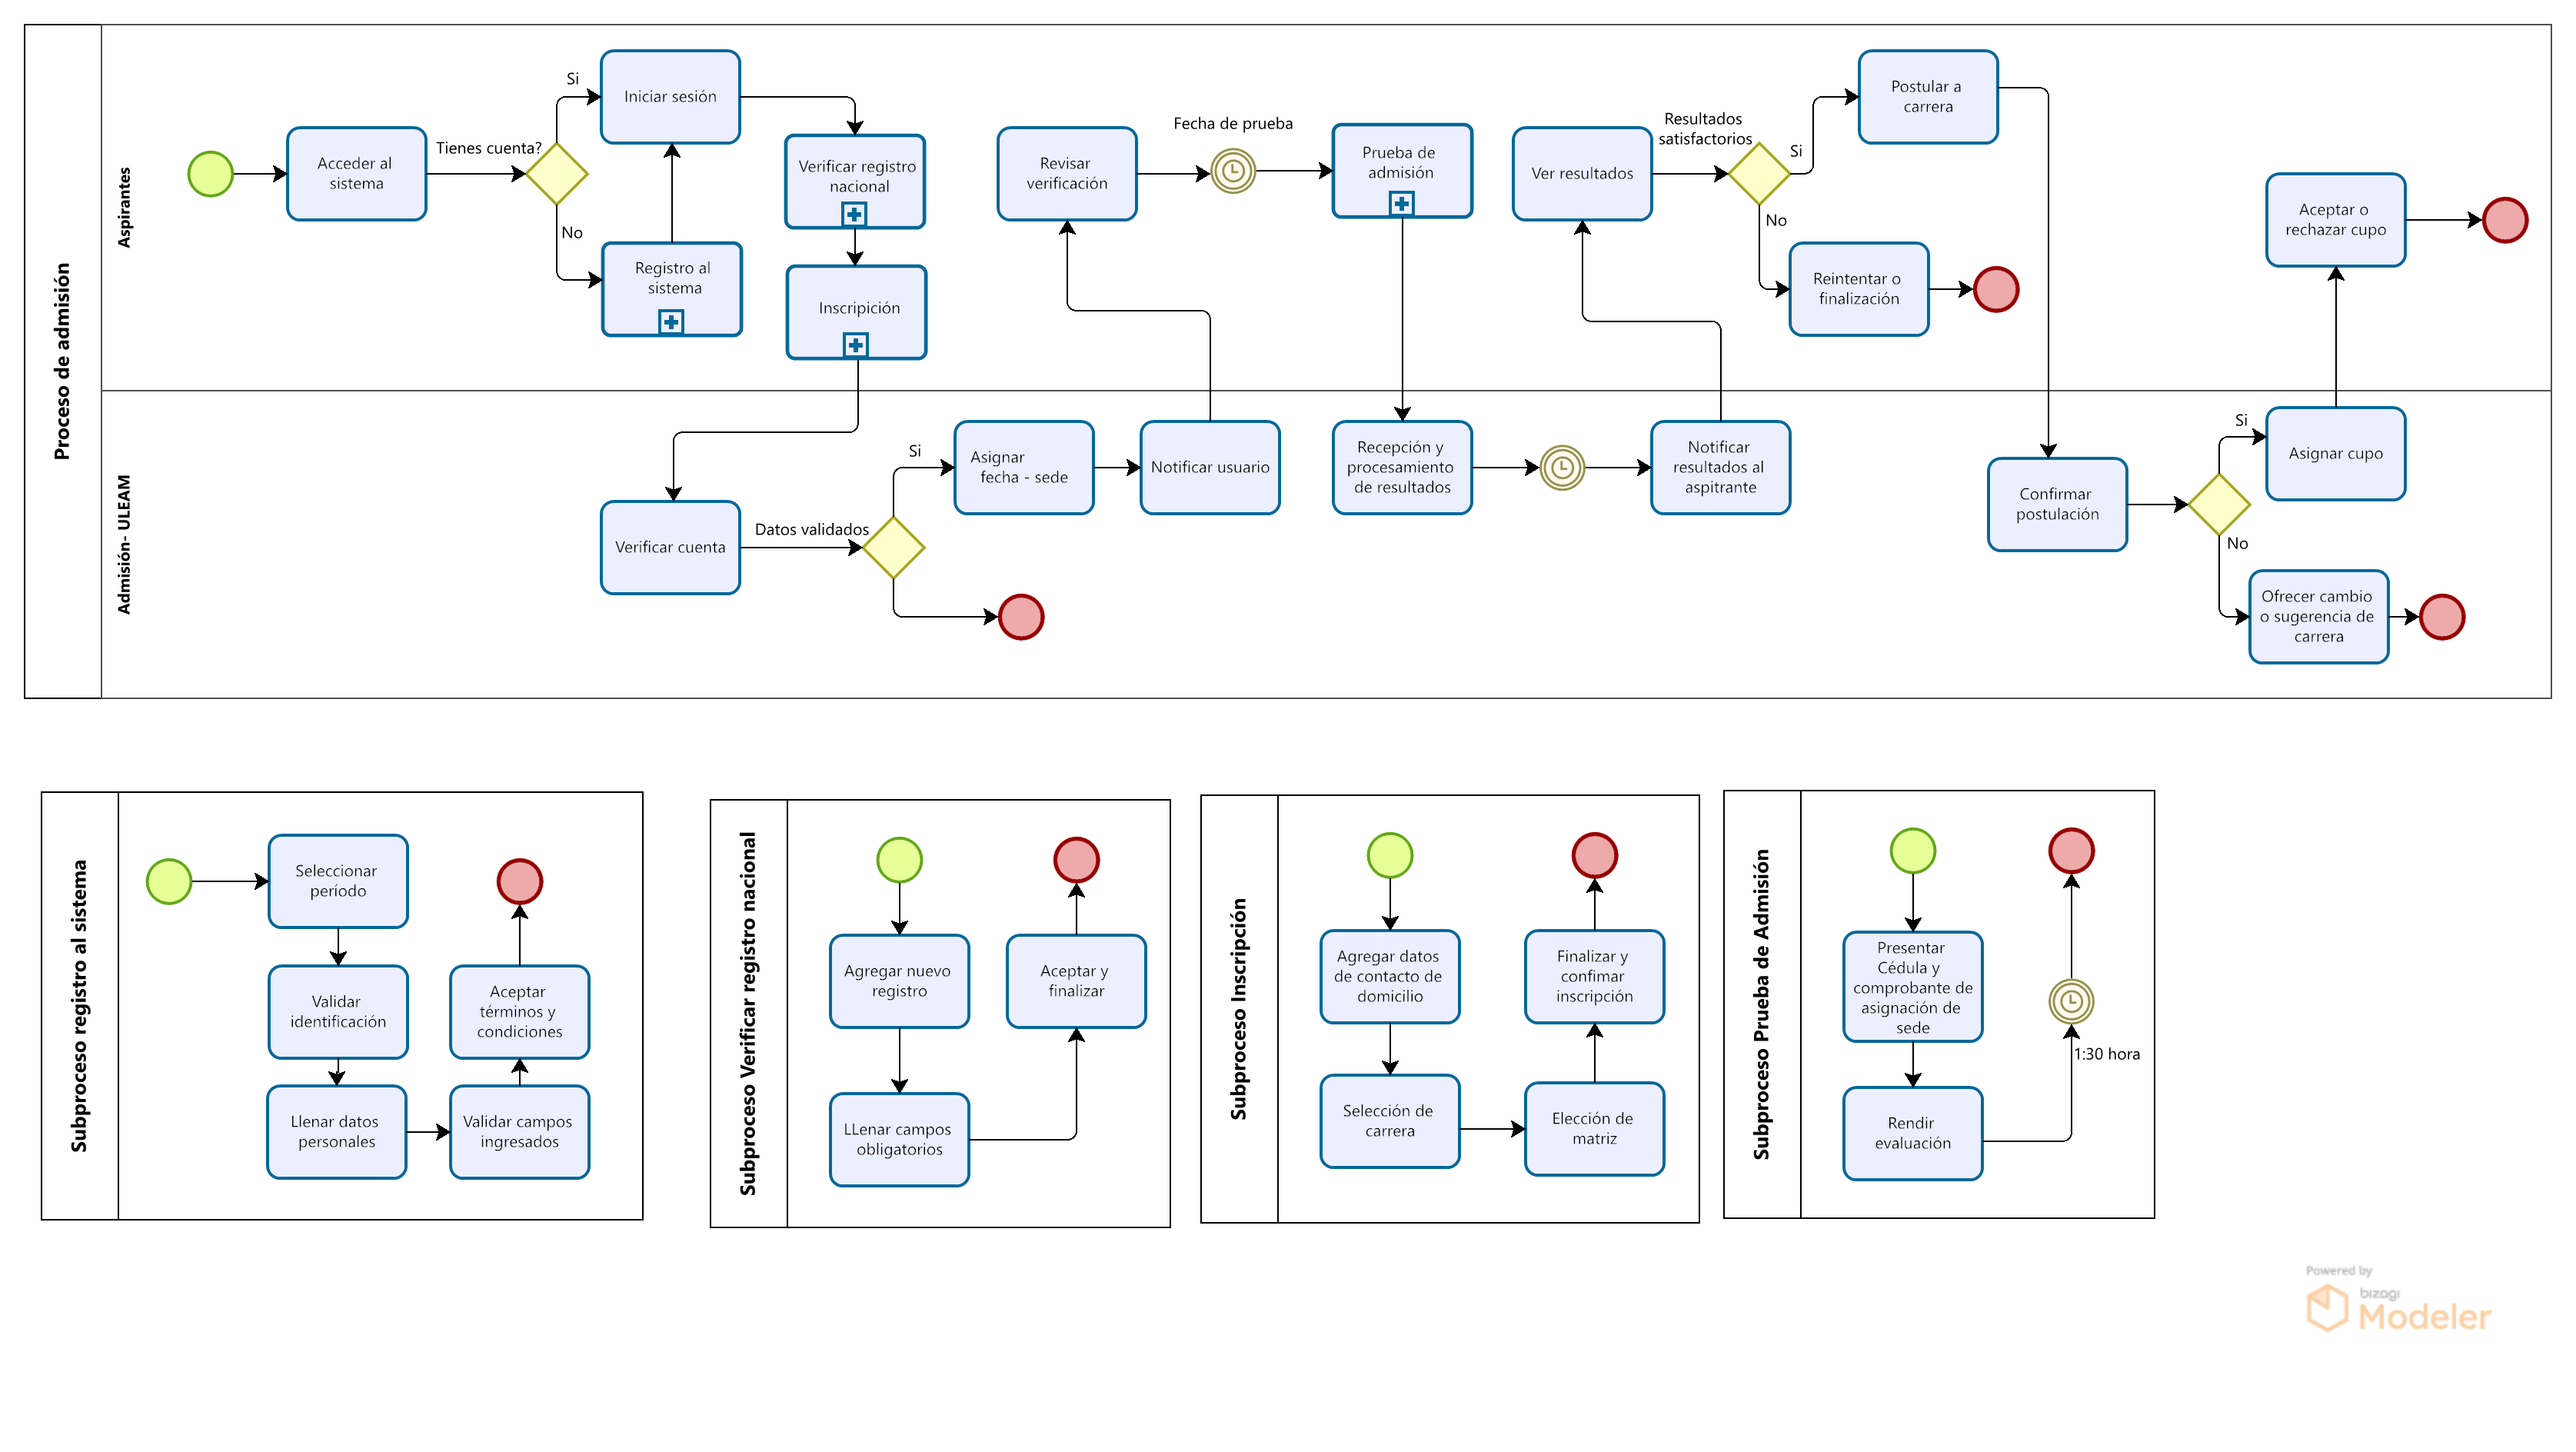 Proceso de admisión
Aspirantes
Acceder al
sistema
Tienes cuenta?
Si
No
Iniciar sesión
Registro al
sistema
Verificar registro
nacional
Inscripición
Revisar
verificación
Fecha de prueba
Prueba de
admisión
Ver resultados
Resultados
satisfactorios
Si
No
Postular a
carrera
Reintentar o
finalización
Aceptar o
rechazar cupo
Admisión- ULEAM
Verificar cuenta
Datos validados
Si
Asignar
fecha - sede
Notificar usuario
Recepción y
procesamiento
de resultados
Notificar
resultados al
aspitrante
Confirmar
postulación
Si
No
Asignar cupo
Ofrecer cambio
o sugerencia de
carrera
Subproceso registro al sistema
Seleccionar
período
Validar
identificación
Llenar datos
personales
Validar campos
ingresados
Aceptar
términos y
condiciones
Subproceso Verificar registro nacional
Agregar nuevo
registro
LLenar campos
obligatorios
Aceptar y
finalizar
Subproceso Inscripción
Agregar datos
de contacto de
domicilio
Selección de
carrera
Elección de
matriz
Finalizar y
confimar
inscripción
Subproceso Prueba de Admisión
Presentar
Cédula y
comprobante de
asignación de
sede
Rendir
evaluación
1:30 hora
Powered by
bizagi
Modeler